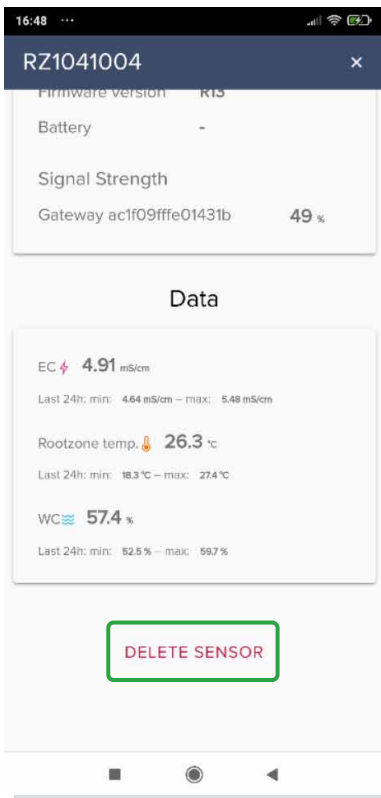 16:48 ...
RZ1041004 ×
Firmware version R13
Battery -
Signal Strength
Gateway ac1f09fffe01431b 49 %
Data
EC 4.91 mS/cm
Last 24h: min: 4.64 mS/cm – max: 5.48 mS/cm
Rootzone temp. 26.3 °C
Last 24h: min: 18.3 °C – max: 27.4 °C
WC 57.4 %
Last 24h: min: 52.5 % – max: 59.7 %
DELETE SENSOR